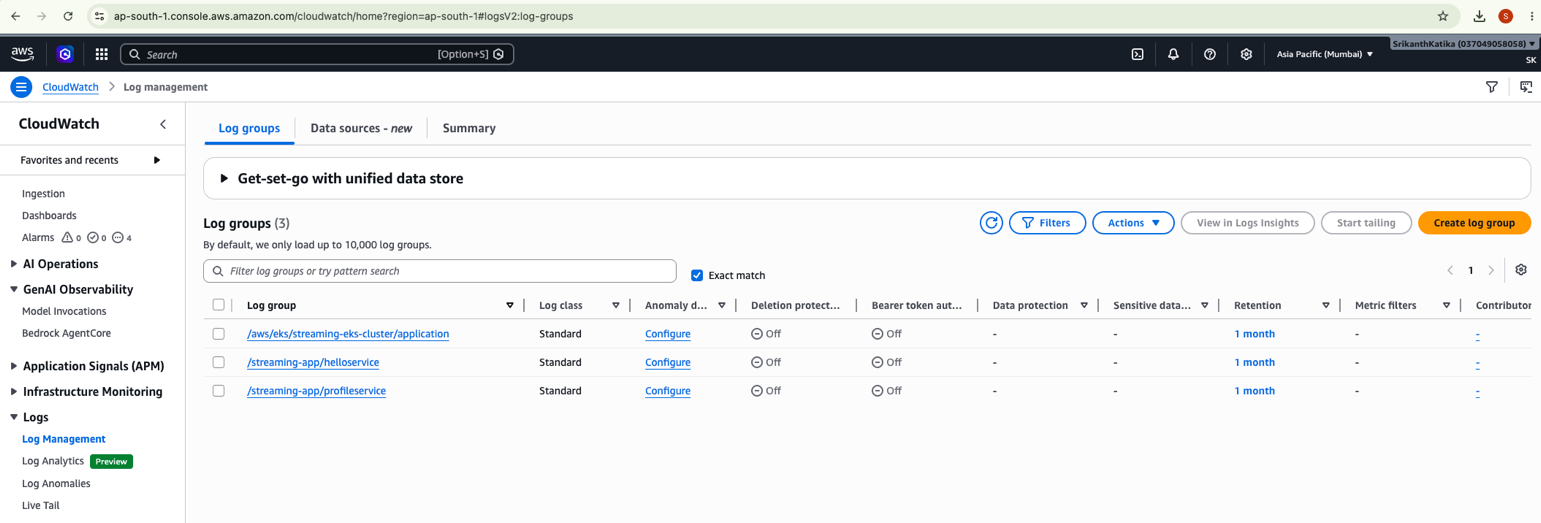 ap-south-1.console.aws.amazon.com/cloudwatch/home?region=ap-south-1#logsV2:log-groups
S
aws
Search
[Option+S]
Asia Pacific (Mumbai)
SrikanthKatika (037049058058)
SK
CloudWatch
Log management
CloudWatch
Favorites and recents
Ingestion
Dashboards
Alarms 0 0 4
AI Operations
GenAI Observability
Model Invocations
Bedrock AgentCore
Application Signals (APM)
Infrastructure Monitoring
Logs
Log Management
Log Analytics Preview
Log Anomalies
Live Tail
Log groups Data sources - new Summary
Get-set-go with unified data store
Log groups (3)
Filters Actions View in Logs Insights Start tailing Create log group
By default, we only load up to 10,000 log groups.
Filter log groups or try pattern search
Exact match
1
Log group Log class Anomaly d... Deletion protect... Bearer token aut... Data protection Sensitive data... Retention Metric filters Contributor
/aws/eks/streaming-eks-cluster/application Standard Configure Off Off - - 1 month - -
/streaming-app/helloservice Standard Configure Off Off - - 1 month - -
/streaming-app/profileservice Standard Configure Off Off - - 1 month - -